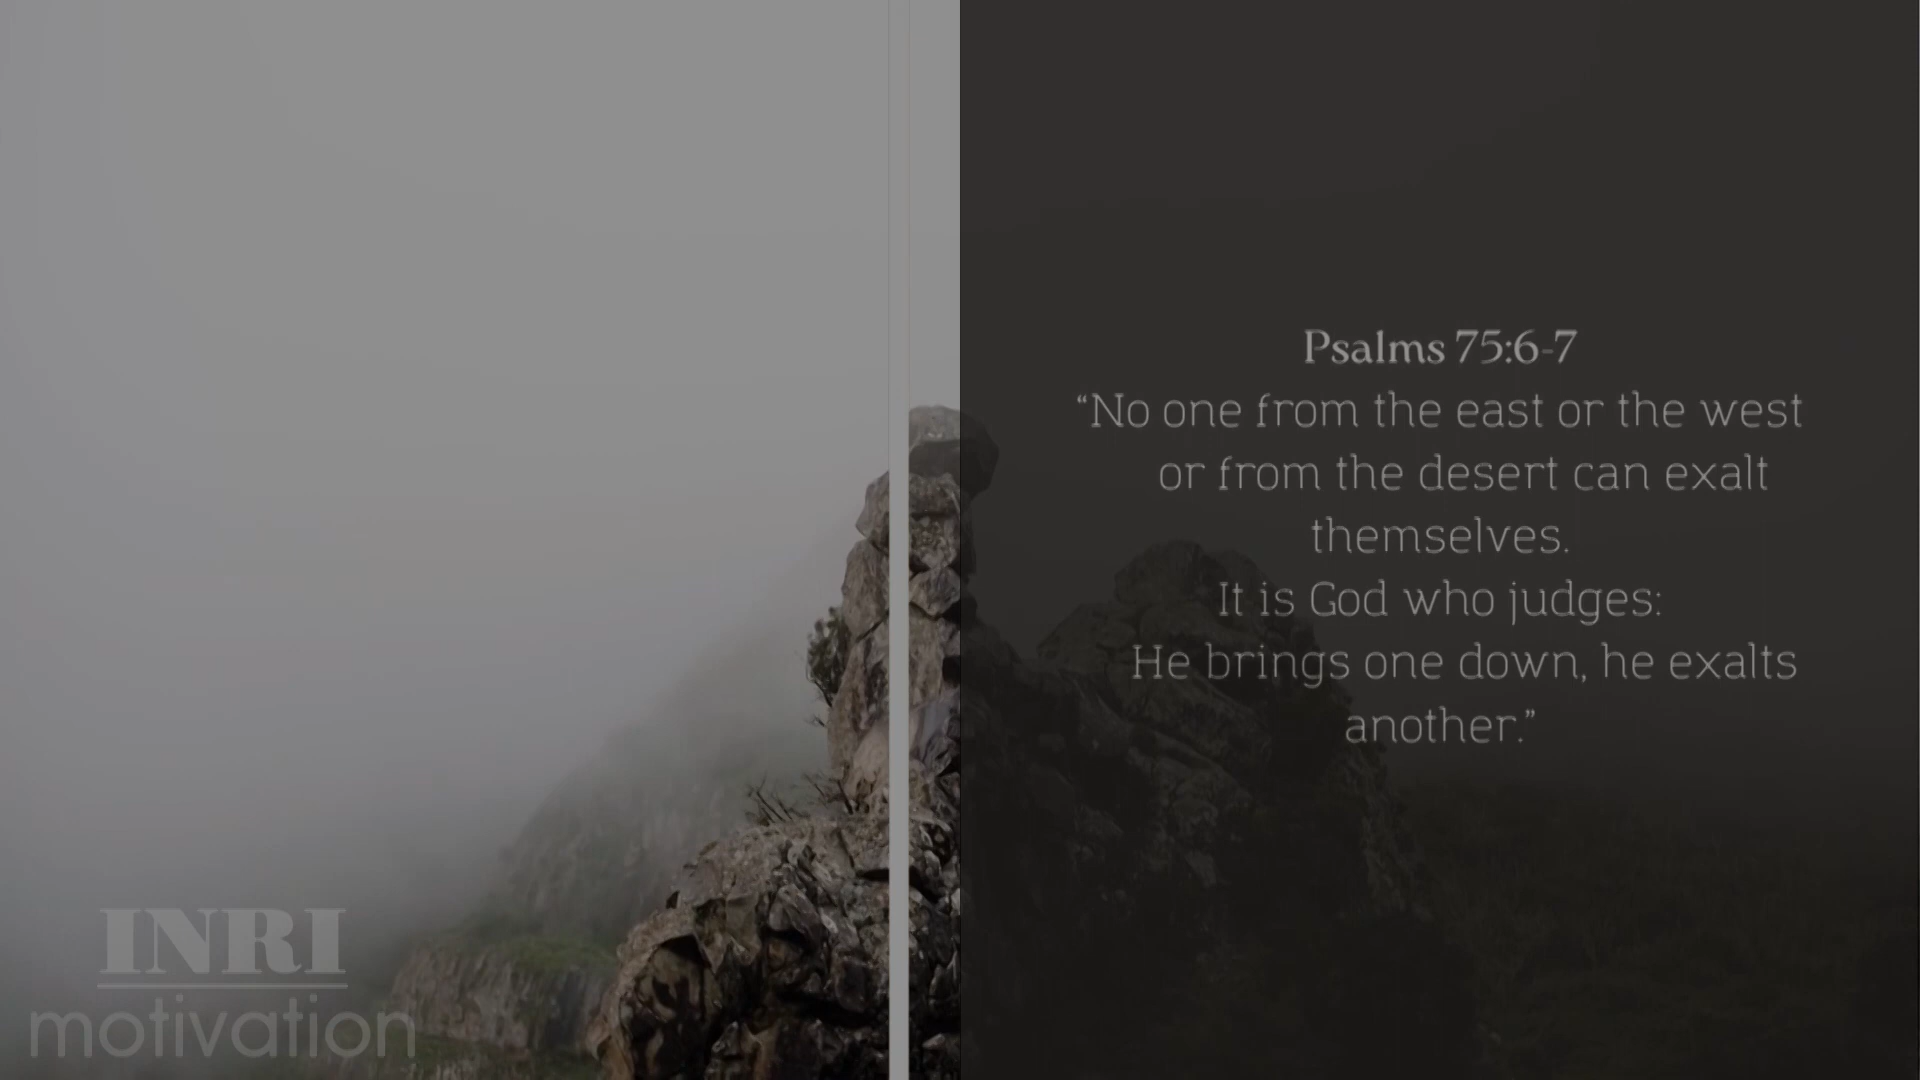 Psalms 75:6-7
“No one from the east or the west
or from the desert can exalt
themselves.
It is God who judges:
He brings one down, he exalts
another.”
INRI
motivation